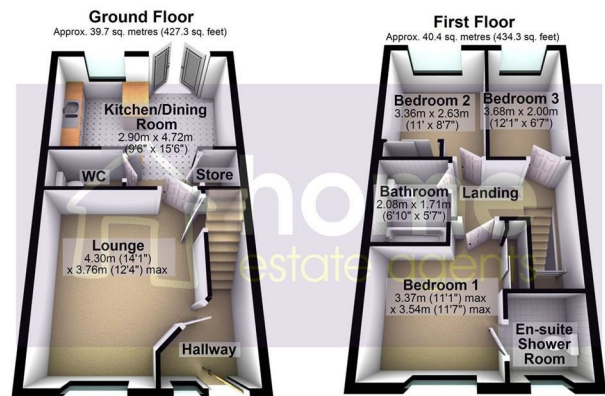 Ground Floor
Approx. 39.7 sq. metres (427.3 sq. feet)
Kitchen/Dining
Room
2.90m x 4.72m
(9'6" x 15'6")
WC
Store
Lounge
4.30m (14'1")
x 3.76m (12'4") max
Hallway
First Floor
Approx. 40.4 sq. metres (434.3 sq. feet)
Bedroom 2
3.36m x 2.63m
(11' x 8'7")
Bedroom 3
3.68m x 2.00m
(12'1" x 6'7")
Bathroom
2.08m x 1.71m
(6'10" x 5'7")
Landing
Bedroom 1
3.37m (11'1") max
x 3.54m (11'7") max
En-suite
Shower
Room
home
estate agents